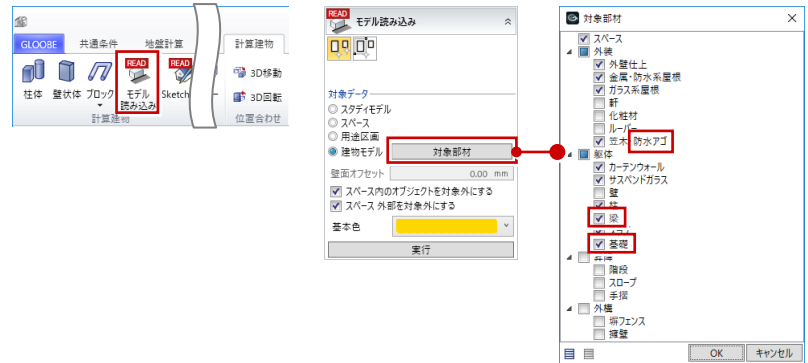 GLOOBE
共通条件
地盤計算
計算建物
READ
READ
柱体
壁状体
ブロック
モデル
読み込み
Sketch
3D移動
3D回転
計算建物
位置合わせ
READ
モデル読み込み
対象データ
スタディモデル
スペース
用途区画
建物モデル
対象部材
壁面オフセット
0.00 mm
スペース内のオブジェクトを対象外にする
スペース 外部を対象外にする
基本色
実行
対象部材
スペース
外装
外壁仕上
金属・防水系屋根
ガラス系屋根
軒
化粧材
ルーバー
笠木・防水アゴ
躯体
カーテンウォール
サスペンドガラス
壁
柱
梁
基礎
昇降
階段
スロープ
手摺
外構
塀フェンス
擁壁
OK
キャンセル